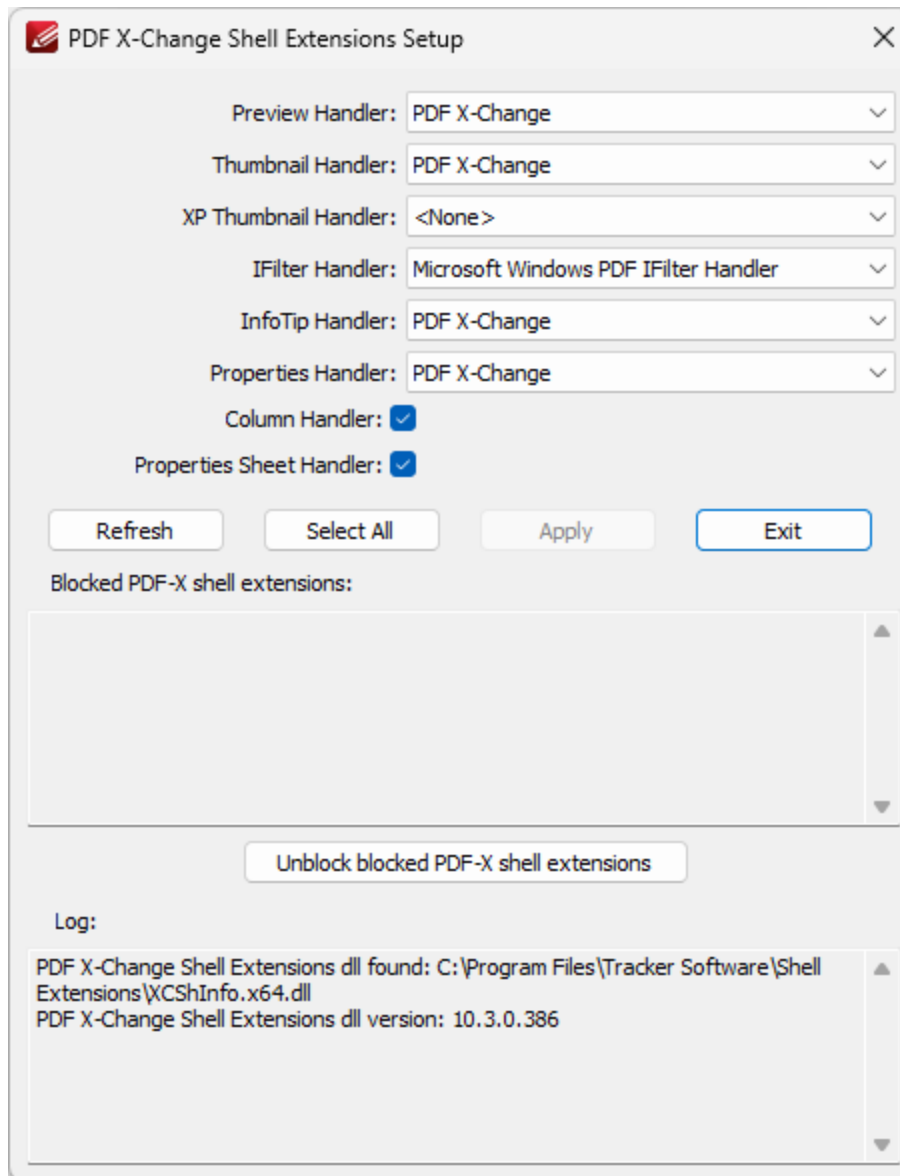 PDF X-Change Shell Extensions Setup
Preview Handler: PDF X-Change
Thumbnail Handler: PDF X-Change
XP Thumbnail Handler: <None>
IFilter Handler: Microsoft Windows PDF IFilter Handler
InfoTip Handler: PDF X-Change
Properties Handler: PDF X-Change
Column Handler:
Properties Sheet Handler:
Refresh Select All Apply Exit
Blocked PDF-X shell extensions:
Unblock blocked PDF-X shell extensions
Log:
PDF X-Change Shell Extensions dll found: C:\Program Files\Tracker Software\Shell
Extensions\XCShInfo.x64.dll
PDF X-Change Shell Extensions dll version: 10.3.0.386